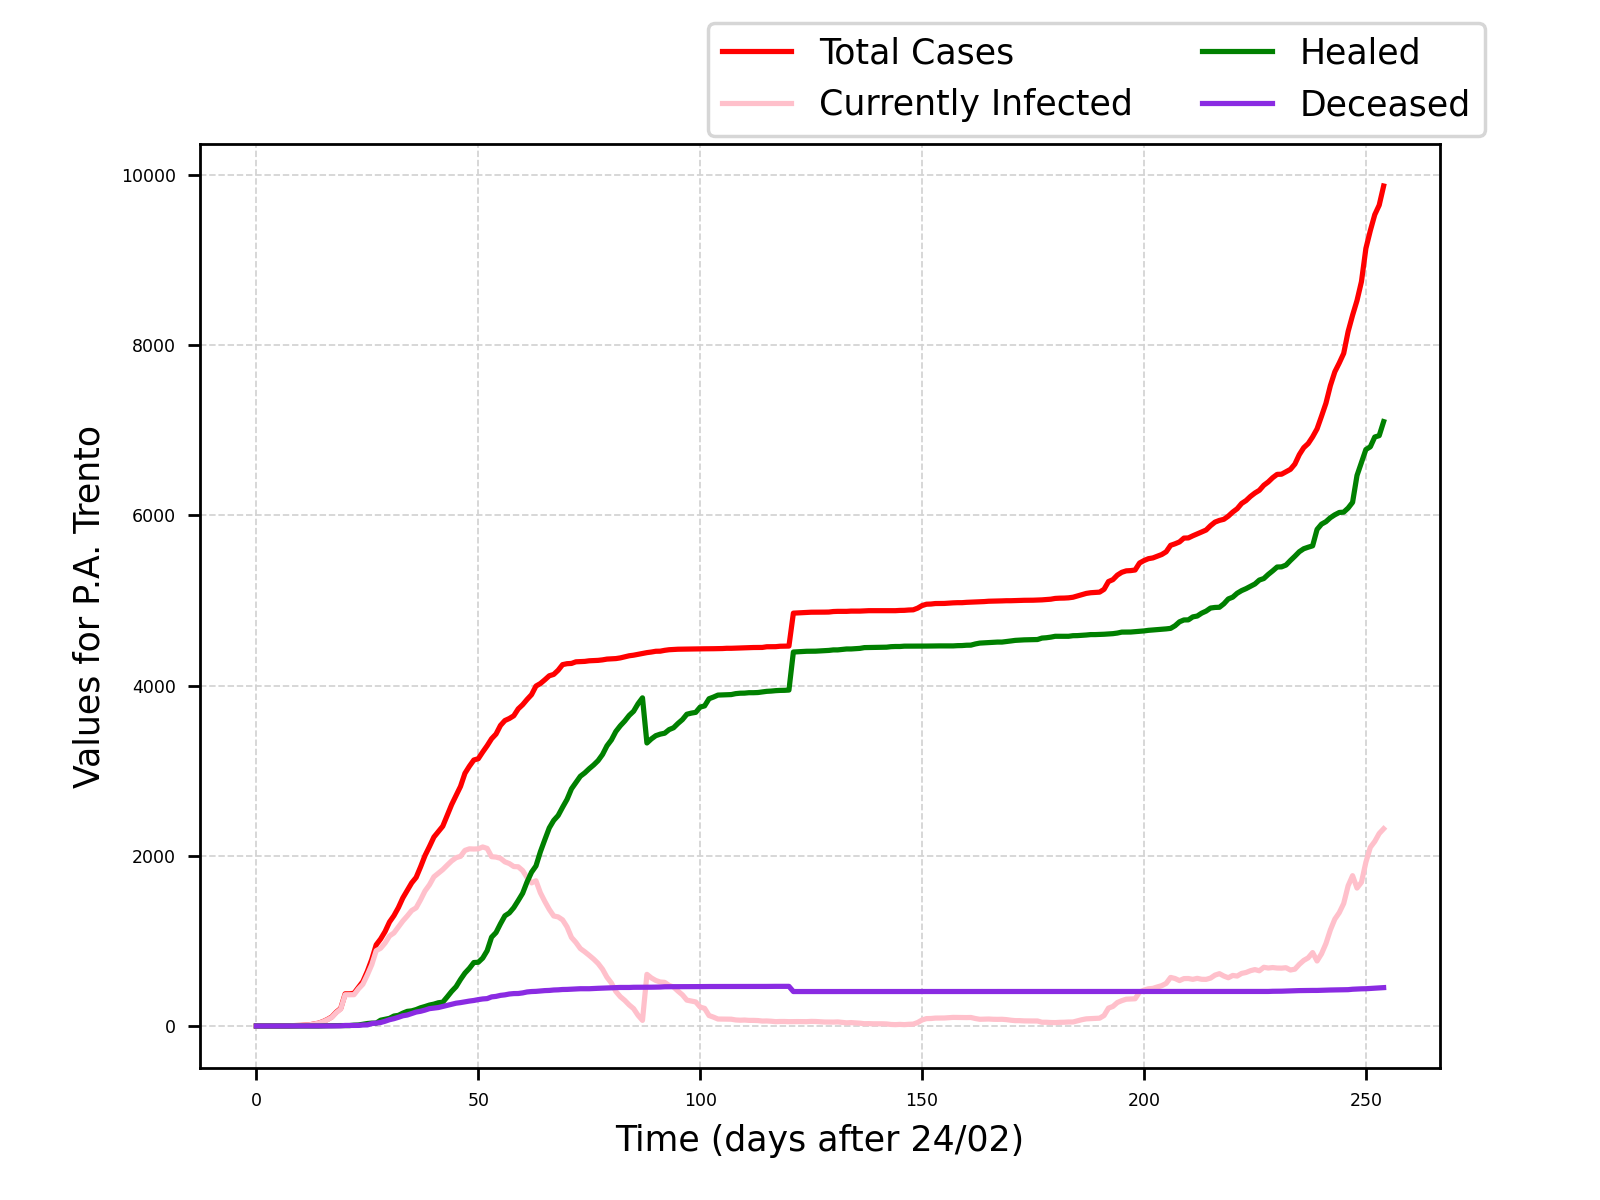 Total Cases
Currently Infected
Healed
Deceased
Values for P.A. Trento
10000
8000
6000
4000
2000
0
0 50 100 150 200 250
Time (days after 24/02)